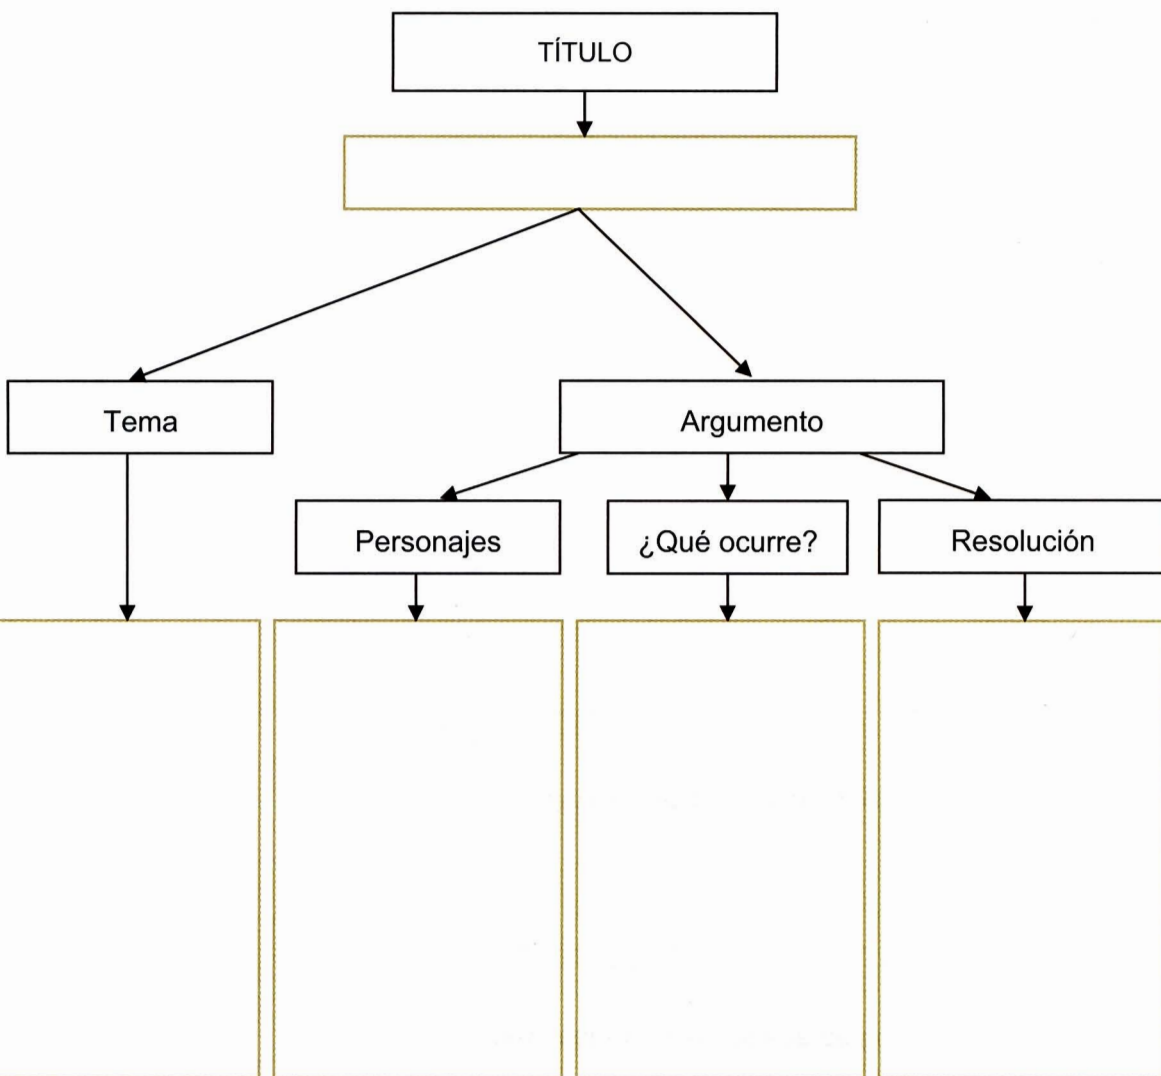 TÍTULO
Tema
Argumento
Personajes
¿Qué ocurre?
Resolución